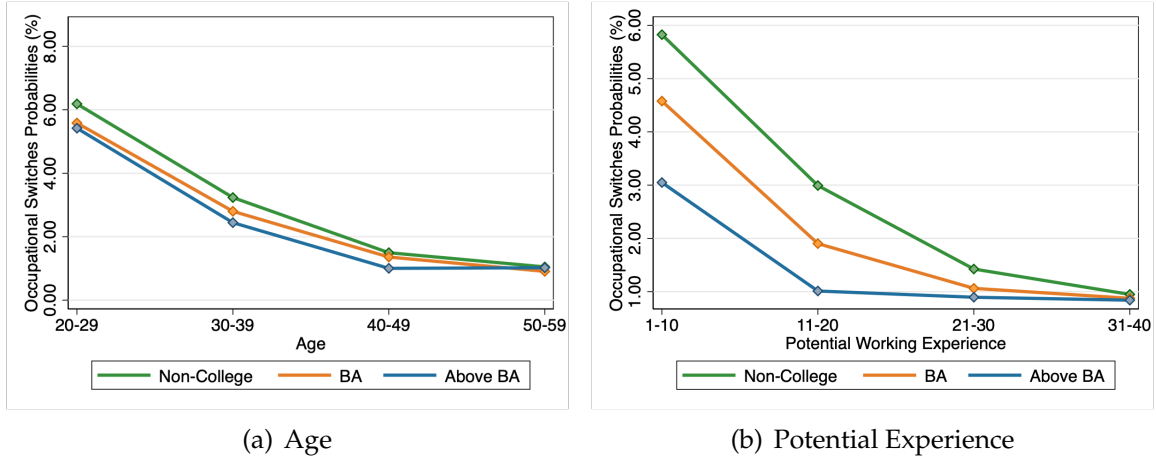 Occupational Switches Probabilities (%)
8.00
6.00
4.00
2.00
0.00
20-29 30-39 40-49 50-59
Age
Non-College BA Above BA
(a) Age
Occupational Switches Probabilities (%)
6.00
5.00
4.00
3.00
2.00
1.00
1-10 11-20 21-30 31-40
Potential Working Experience
Non-College BA Above BA
(b) Potential Experience